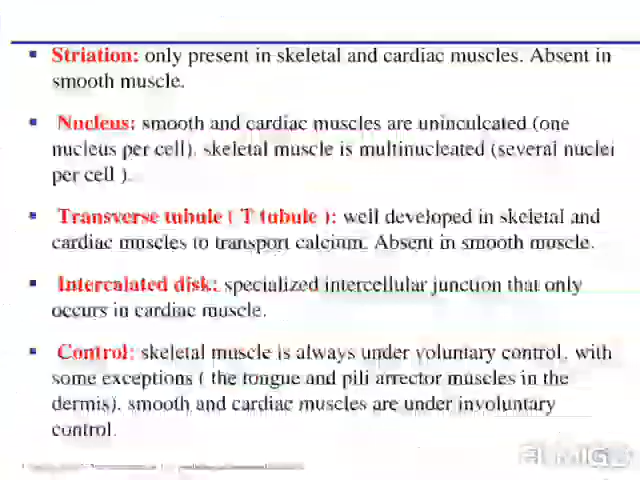 ▪ Striation: only present in skeletal and cardiac muscles. Absent in
smooth muscle.
▪ Nucleus: smooth and cardiac muscles are uninculcated (one
nucleus per cell). skeletal muscle is multinucleated (several nuclei
per cell ).
▪ Transverse tubule ( T tubule ): well developed in skeletal and
cardiac muscles to transport calcium. Absent in smooth muscle.
▪ Intercalated disk: specialized intercellular junction that only
occurs in cardiac muscle.
▪ Control: skeletal muscle is always under voluntary control. with
some exceptions ( the tongue and pili arrector muscles in the
dermis). smooth and cardiac muscles are under involuntary
control.